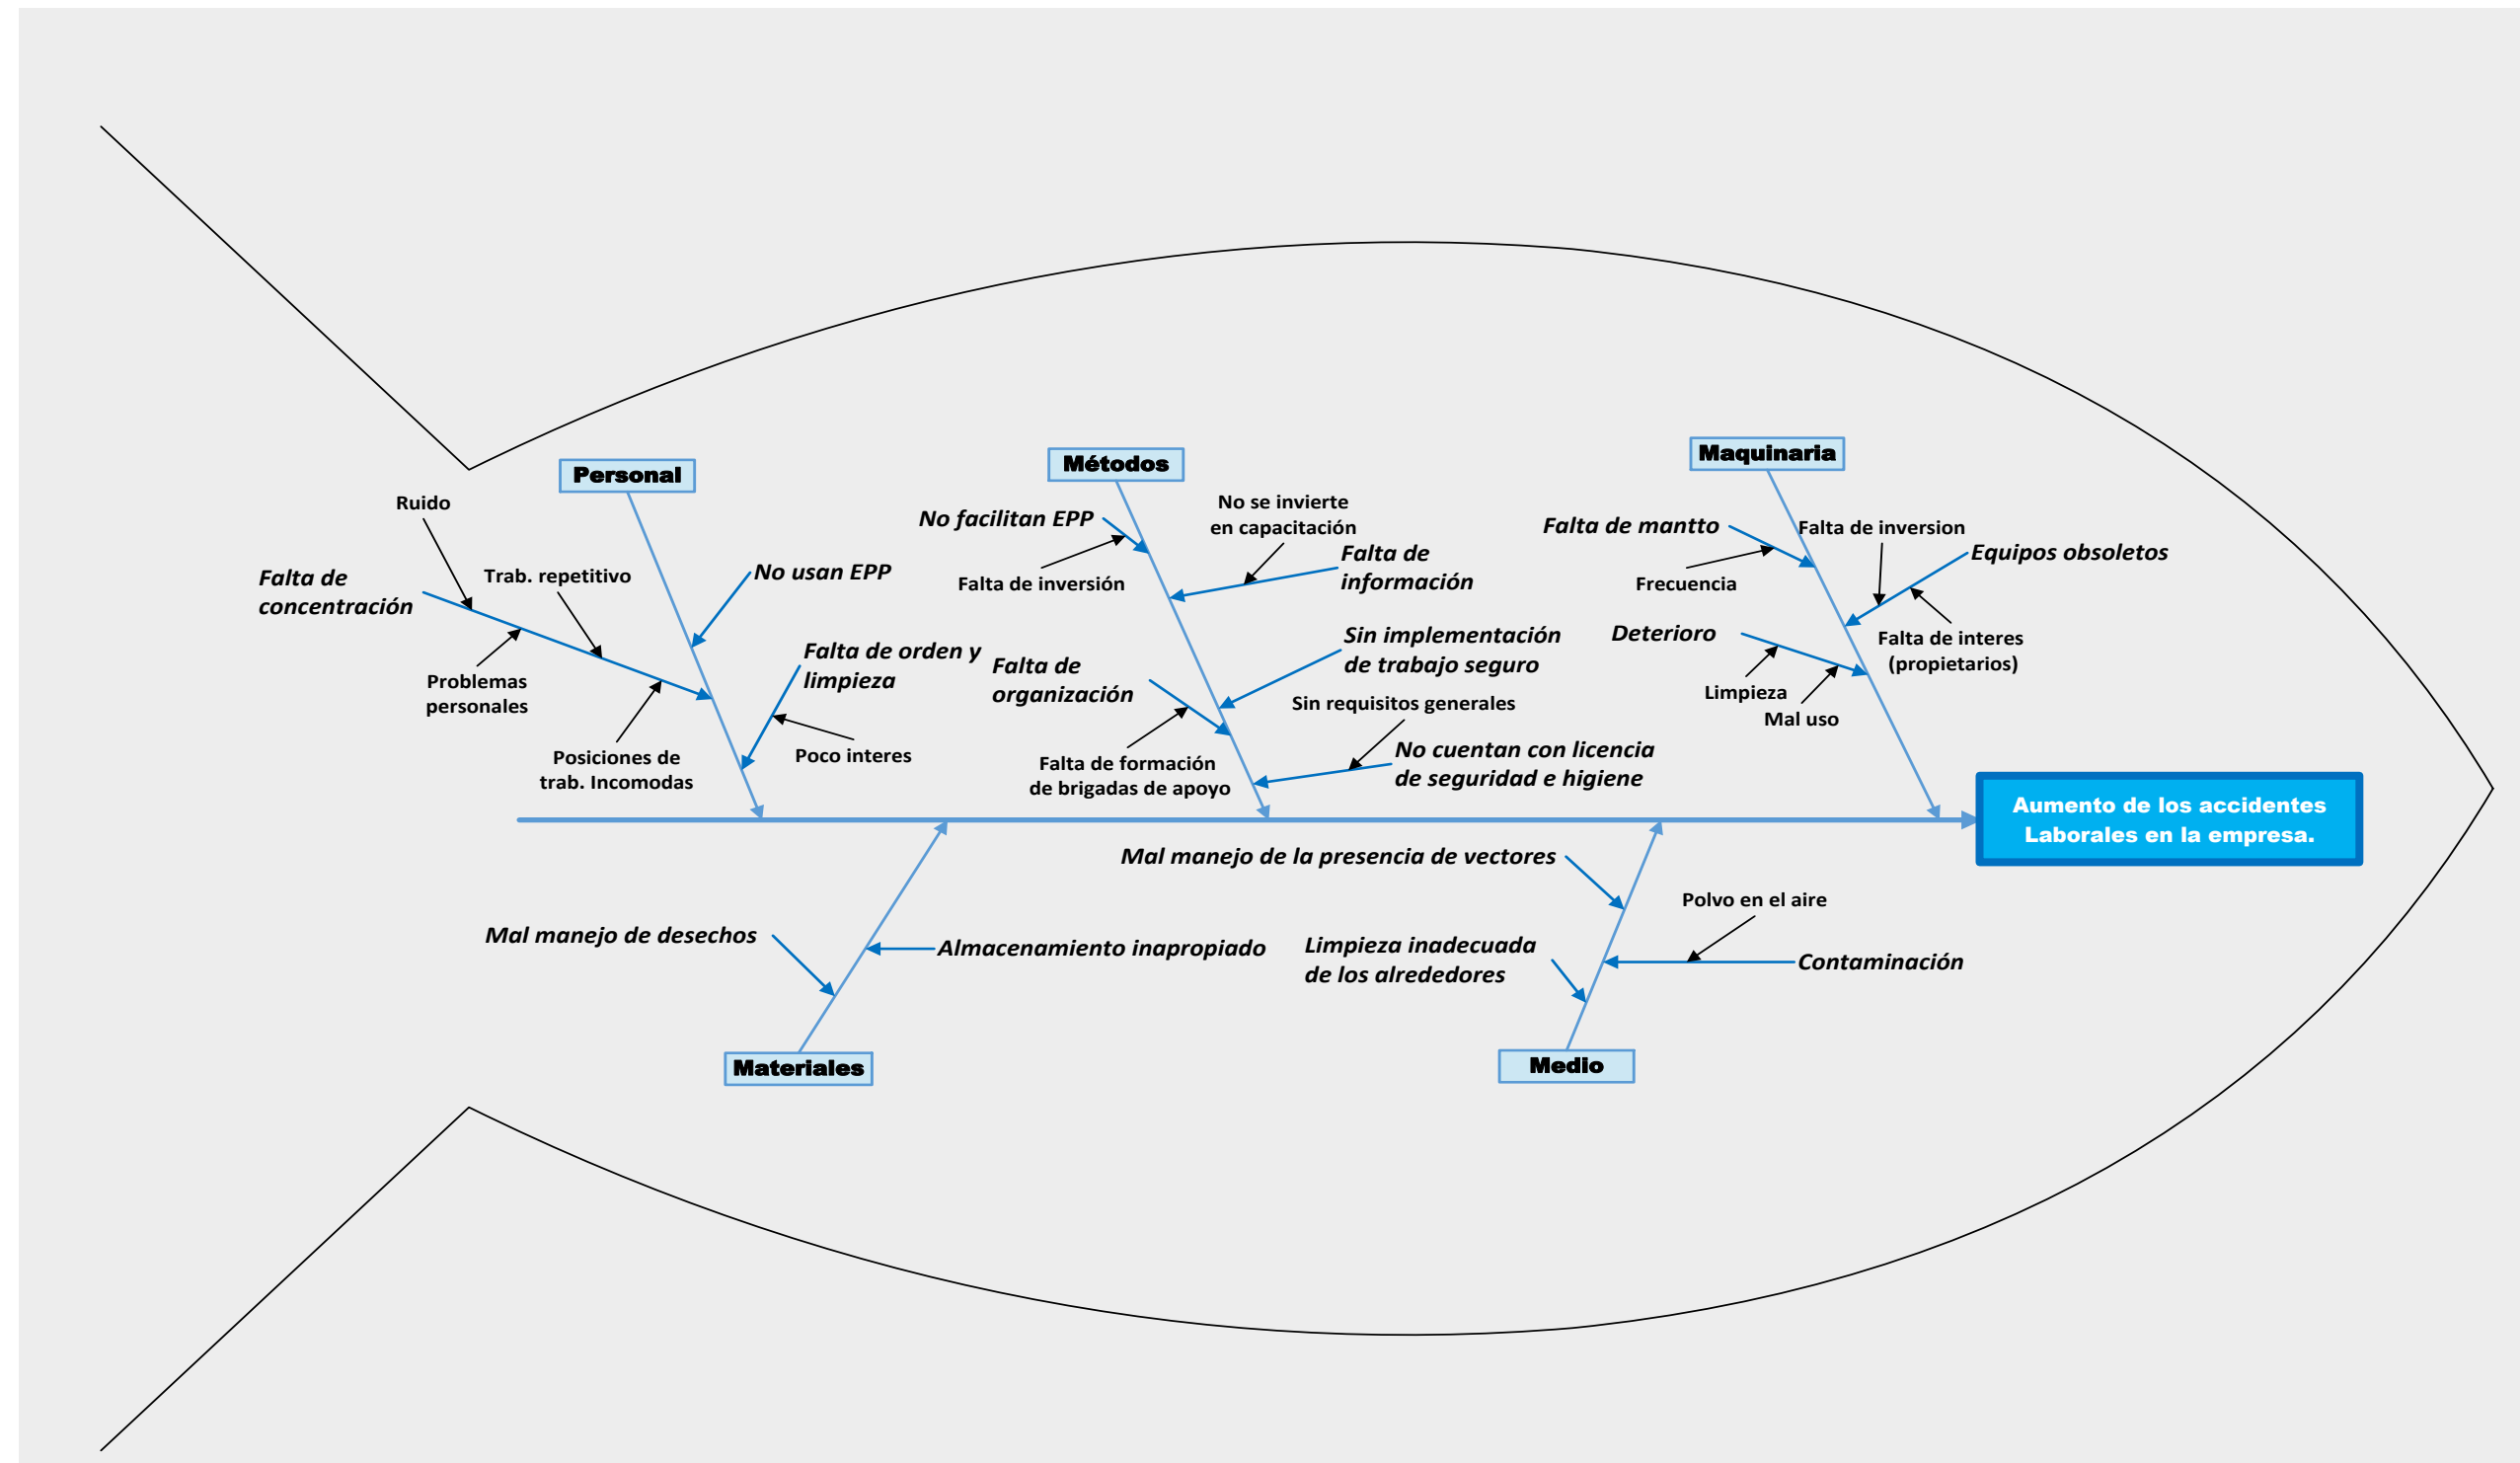 Personal
Métodos
Maquinaria
Ruido
Falta de
concentración
Trab. repetitivo
Problemas
personales
Posiciones de
trab. Incomodas
No usan EPP
Falta de orden y
limpieza
Poco interes
No facilitan EPP
Falta de inversión
No se invierte
en capacitación
Falta de
información
Sin implementación
de trabajo seguro
Falta de
organización
Falta de formación
de brigadas de apoyo
Sin requisitos generales
No cuentan con licencia
de seguridad e higiene
Falta de mantto
Frecuencia
Falta de inversion
Equipos obsoletos
Falta de interes
(propietarios)
Deterioro
Limpieza
Mal uso
Aumento de los accidentes
Laborales en la empresa.
Mal manejo de desechos
Almacenamiento inapropiado
Mal manejo de la presencia de vectores
Polvo en el aire
Limpieza inadecuada
de los alrededores
Contaminación
Materiales
Medio